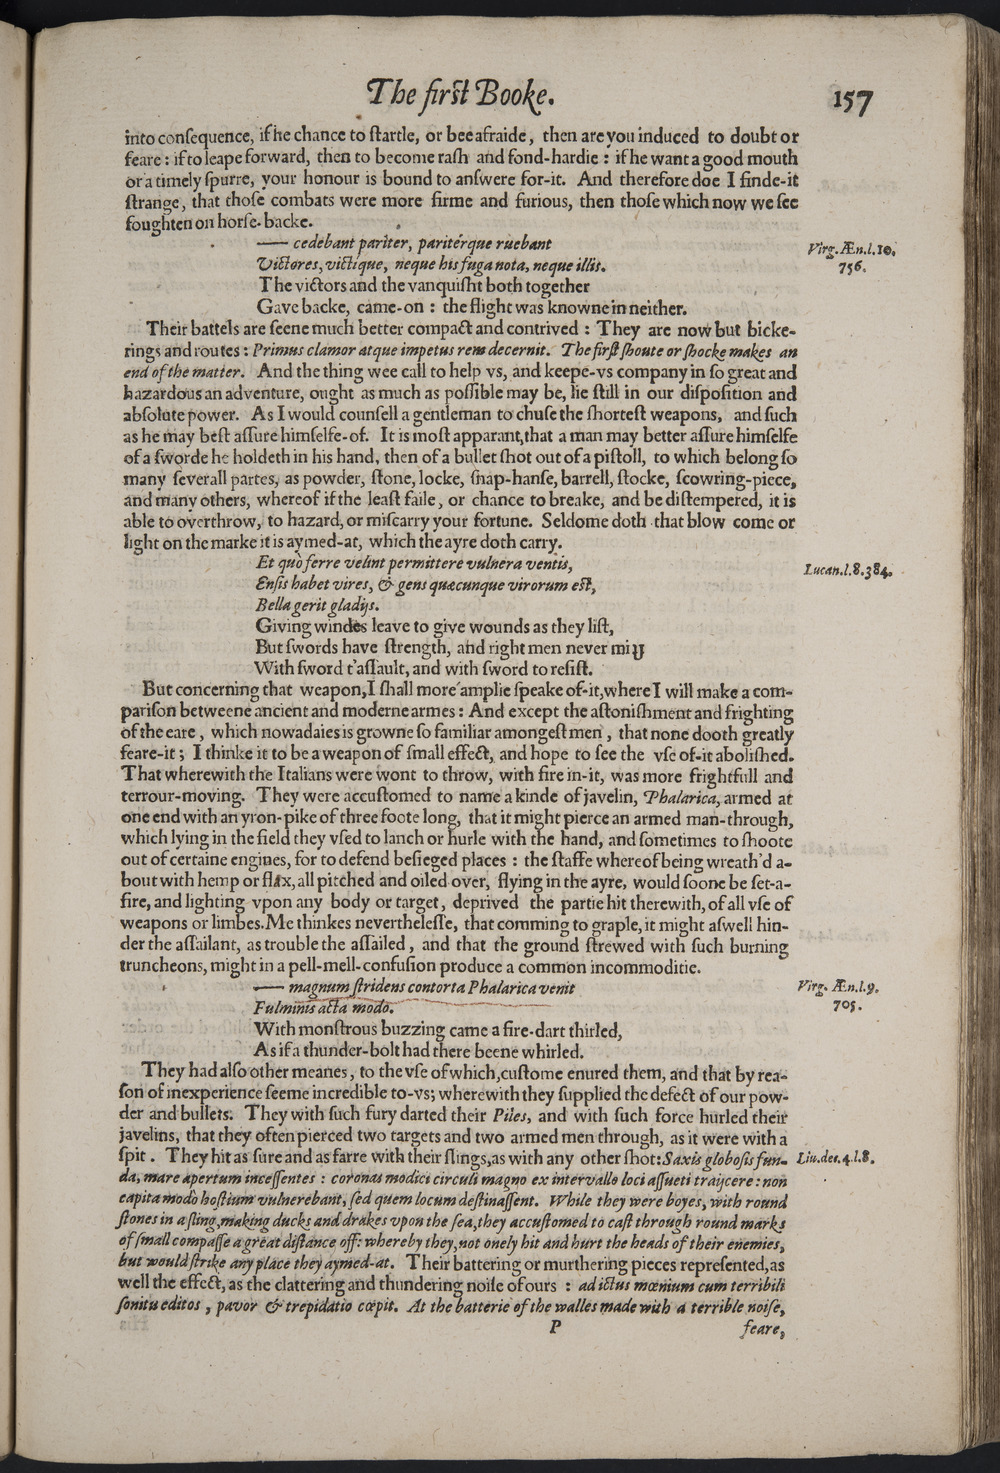 The first Booke.
157
into consequence, if he chance to startle, or bee afraide, then are you induced to doubt or
feare : if to leape forward, then to become rash and fond-hardie : if he want a good mouth
or a timely spurre, your honour is bound to answere for-it. And therefore doe I finde-it
strange, that those combats were more firme and furious, then those which now we see
foughten on horse-backe.
—— cedebant pariter, paritérque ruebant
Virg. Æn. l. 10.
Victores, victique, neque his fuga nota, neque illis.
756.
The victors and the vanquisht both together
Gave backe, came-on : the flight was knowne in neither.
Their battels are seene much better compact and contrived : They are now but bicke-
rings and routes : Primus clamor atque impetus rem decernit. The first shoute or shocke makes an
end of the matter. And the thing wee call to help vs, and keepe-vs company in so great and
hazardous an adventure, ought as much as possible may be, lie still in our disposition and
absolute power. As I would counsell a gentleman to chuse the shortest weapons, and such
as he may best assure himselfe-of. It is most apparant, that a man may better assure himselfe
of a sworde he holdeth in his hand, then of a bullet shot out of a pistoll, to which belong so
many severall partes, as powder, stone, locke, snap-hanse, barrell, stocke, scowring-piece,
and many others, whereof if the least faile, or chance to breake, and be distempered, it is
able to overthrow, to hazard, or miscarry your fortune. Seldome doth that blow come or
light on the marke it is aymed-at, which the ayre doth carry.
Et quò ferre velint permittere vulnera ventis,
Lucan. l. 8. 384.
Ensis habet vires, & gens quæcunque virorum est,
Bella gerit gladijs.
Giving windes leave to give wounds as they list,
But swords have strength, and right men never
With sword t'assault, and with sword to resist.
But concerning that weapon, I shall more amplie speake of-it, where I will make a com-
parison betweene ancient and moderne armes : And except the astonishment and frighting
of the eare, which nowadaies is growne so familiar amongest men, that none dooth greatly
feare-it ; I thinke it to be a weapon of small effect, and hope to see the vse of-it abolished.
That wherewith the Italians were wont to throw, with fire in-it, was more frightfull and
terrour-moving. They were accustomed to name a kinde of javelin, Phalarica, armed at
one end with an yron-pike of three foote long, that it might pierce an armed man-through,
which lying in the field they vsed to lanch or hurle with the hand, and sometimes to shoote
out of certaine engines, for to defend besieged places : the staffe whereof being wreath'd a-
bout with hemp or flax, all pitched and oiled over, flying in the ayre, would soone be set-a-
fire, and lighting vpon any body or target, deprived the partie hit therewith, of all vse of
weapons or limbes. Me thinkes neverthelesse, that comming to graple, it might aswell hin-
der the assailant, as trouble the assailed, and that the ground strewed with such burning
truncheons, might in a pell-mell-confusion produce a common incommoditie.
—— magnum stridens contorta Phalarica venit
Virg. Æn. l. 9.
Fulminis acta modo.
705.
With monstrous buzzing came a fire-dart thirled,
As if a thunder-bolt had there beene whirled.
They had also other meanes, to the vse of which, custome enured them, and that by rea-
son of inexperience seeme incredible to-vs; wherewith they supplied the defect of our pow-
der and bullets. They with such fury darted their Piles, and with such force hurled their
javelins, that they often pierced two targets and two armed men through, as it were with a
spit. They hit as sure and as farre with their slings, as with any other shot: Saxis globosis fun-
Liu. dec. 4. l. 8.
da, mare apertum incessentes : coronas modici circuli magno ex intervallo loci assueti traijcere : non
capita modò hostium vulnerabant, sed quem locum destinassent. While they were boyes, with round
stones in a sling, making ducks and drakes vpon the sea, they accustomed to cast through round marks
of small compasse a great distance off: whereby they, not onely hit and hurt the heads of their enemies,
but would strike any place they aymed-at. Their battering or murthering pieces represented, as
well the effect, as the clattering and thundering noise of ours : ad ictus mœnium cum terribili
sonitu editos, pavor & trepidatio cœpit. At the batterie of the walles made with a terrible noise,
P
feare,